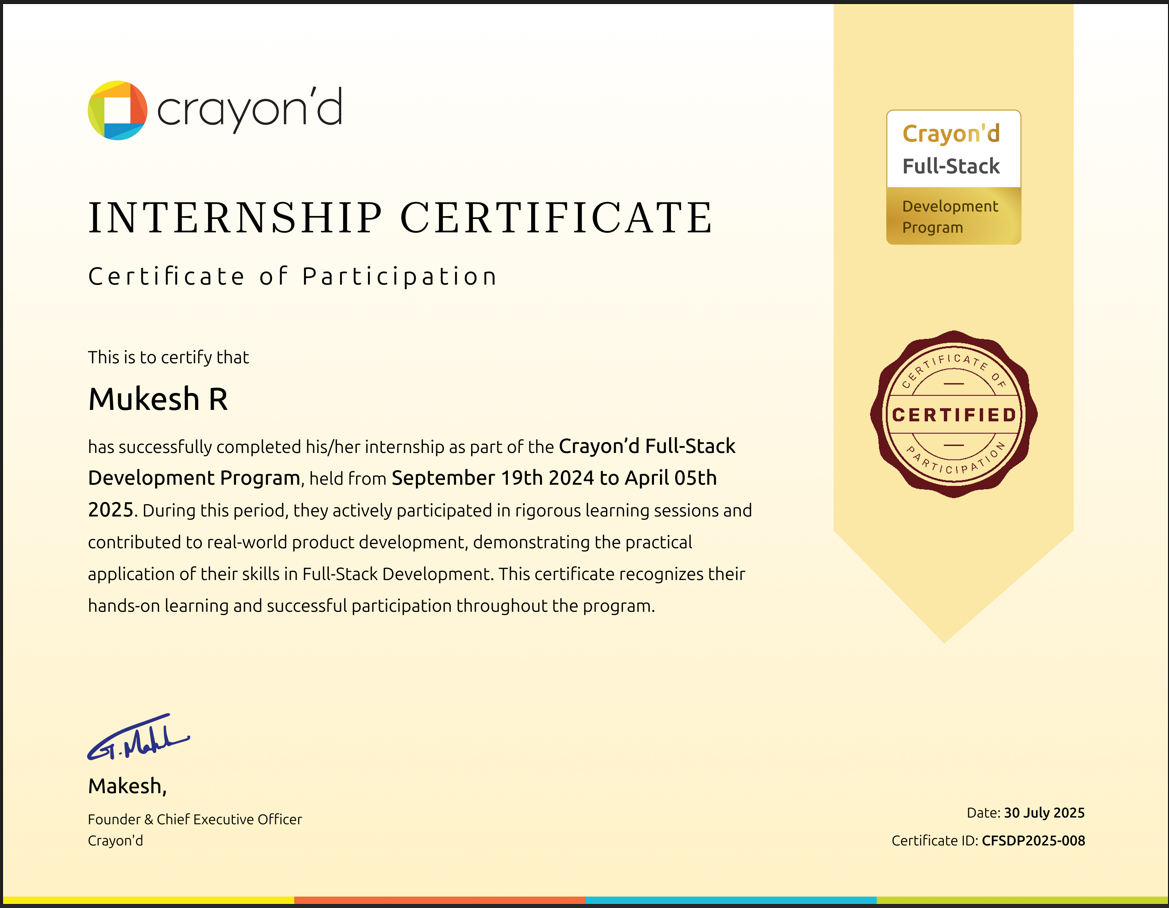 crayon'd
INTERNSHIP CERTIFICATE
Certificate of Participation
This is to certify that
Mukesh R
has successfully completed his/her internship as part of the Crayon’d Full-Stack
Development Program, held from September 19th 2024 to April 05th
2025. During this period, they actively participated in rigorous learning sessions and
contributed to real-world product development, demonstrating the practical
application of their skills in Full-Stack Development. This certificate recognizes their
hands-on learning and successful participation throughout the program.
Crayon'd
Full-Stack
Development
Program
CERTIFICATE OF
CERTIFIED
PARTICIPATION
Makesh,
Founder & Chief Executive Officer
Crayon'd
Date: 30 July 2025
Certificate ID: CFSDP2025-008